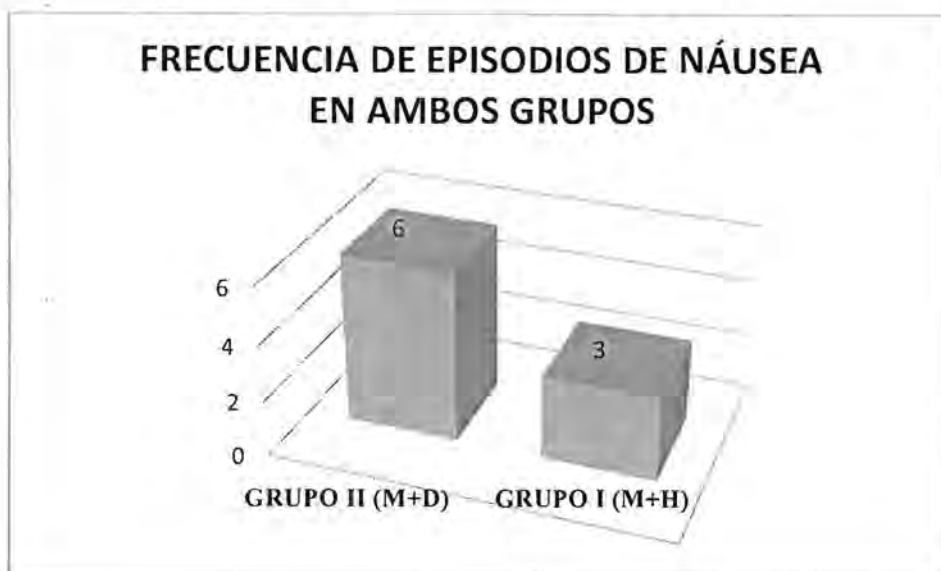 FRECUENCIA DE EPISODIOS DE NÁUSEA
EN AMBOS GRUPOS
6
3
6
4
2
0
GRUPO II (M+D)
GRUPO I (M+H)